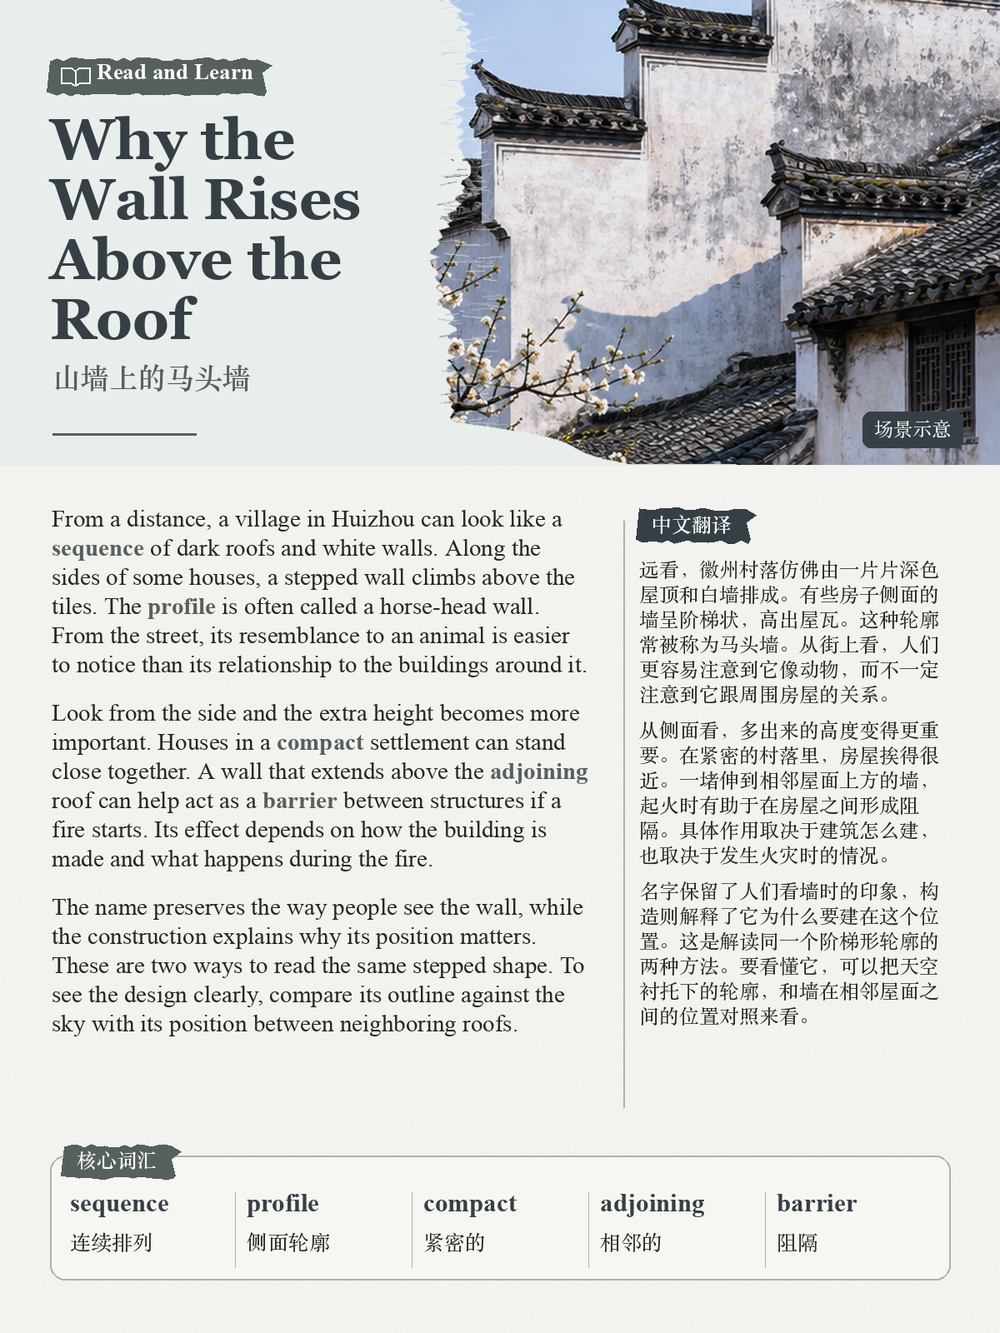 Read and Learn
Why the
Wall Rises
Above the
Roof
山墙上的马头墙
场景示意
From a distance, a village in Huizhou can look like a
sequence of dark roofs and white walls. Along the
sides of some houses, a stepped wall climbs above the
tiles. The profile is often called a horse-head wall.
From the street, its resemblance to an animal is easier
to notice than its relationship to the buildings around it.
Look from the side and the extra height becomes more
important. Houses in a compact settlement can stand
close together. A wall that extends above the adjoining
roof can help act as a barrier between structures if a
fire starts. Its effect depends on how the building is
made and what happens during the fire.
The name preserves the way people see the wall, while
the construction explains why its position matters.
These are two ways to read the same stepped shape. To
see the design clearly, compare its outline against the
sky with its position between neighboring roofs.
中文翻译
远看，徽州村落仿佛由一片片深色
屋顶和白墙排成。有些房子侧面的
墙呈阶梯状，高出屋瓦。这种轮廓
常被称为马头墙。从街上看，人们
更容易注意到它像动物，而不一定
注意到它跟周围房屋的关系。
从侧面看，多出来的高度变得更重
要。在紧密的村落里，房屋挨得很
近。一堵伸到相邻屋面上方的墙，
起火时有助于在房屋之间形成阻
隔。具体作用取决于建筑怎么建，
也取决于发生火灾时的情况。
名字保留了人们看墙时的印象，构
造则解释了它为什么要建在这个位
置。这是解读同一个阶梯形轮廓的
两种方法。要看懂它，可以把天空
衬托下的轮廓，和墙在相邻屋面之
间的位置对照来看。
核心词汇
sequence
连续排列
profile
侧面轮廓
compact
紧密的
adjoining
相邻的
barrier
阻隔